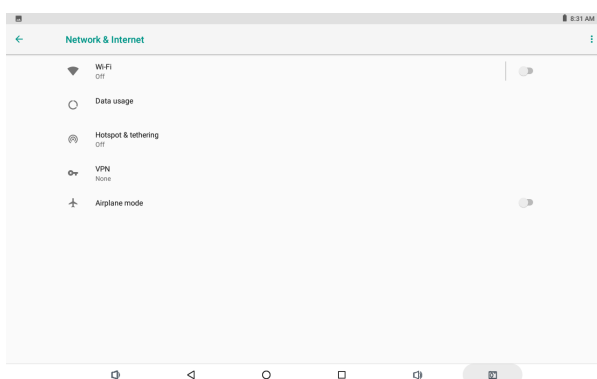 8:31 AM
Network & Internet
Wi-Fi
Off
Data usage
Hotspot & tethering
Off
VPN
None
Airplane mode